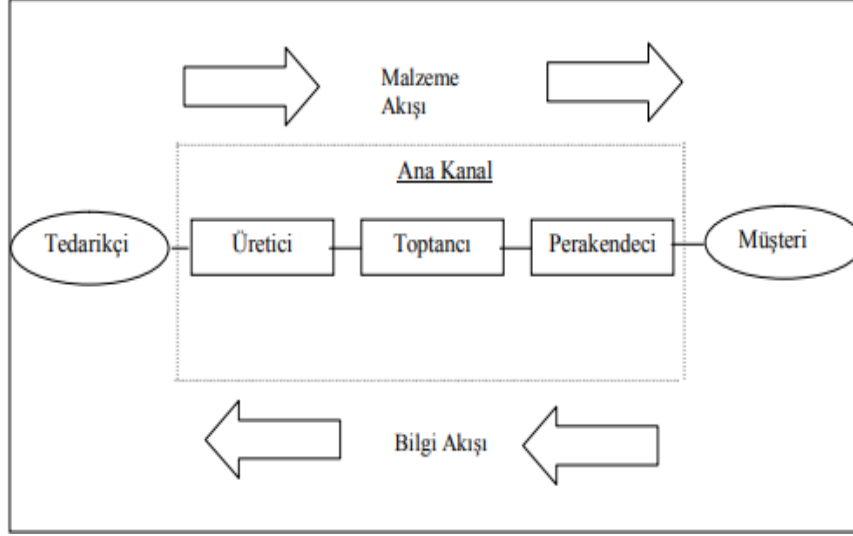 Malzeme
Akışı
Ana Kanal
Tedarikçi
Üretici
Toptancı
Perakendeci
Müşteri
Bilgi Akışı